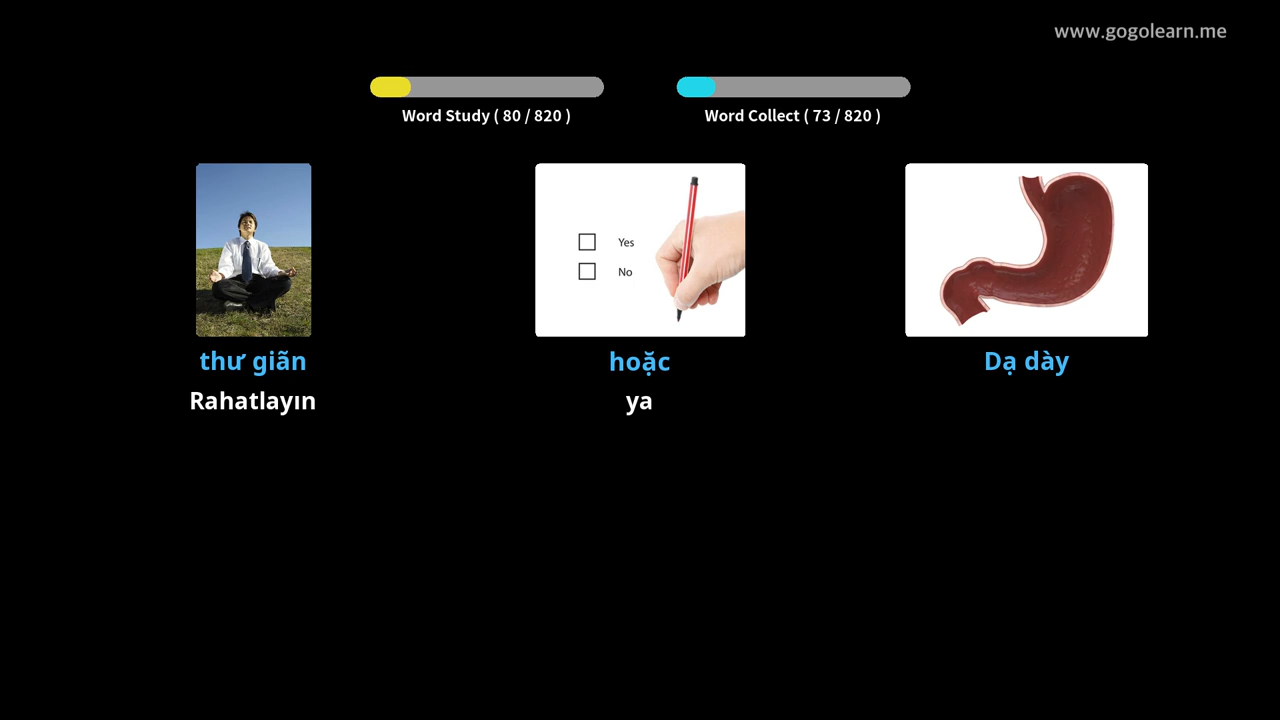 www.gogolearn.me
Word Study ( 80 / 820 )
Word Collect ( 73 / 820 )
Yes
No
thư giãn
hoặc
Dạ dày
Rahatlayın
ya